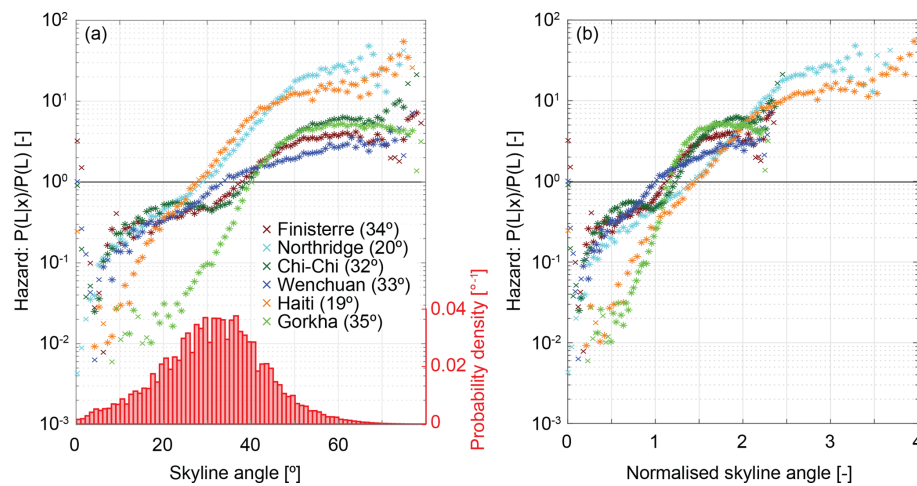 (a)
Hazard: P(L|x)/P(L) [-]
10²
10¹
10⁰
10⁻¹
10⁻²
10⁻³
Finisterre (34º)
Northridge (20º)
Chi-Chi (32º)
Wenchuan (33º)
Haiti (19º)
Gorkha (35º)
0.04
0.02
0
Probability density [°⁻¹]
0 20 40 60
Skyline angle [º]
(b)
Hazard: P(L|x)/P(L) [-]
10²
10¹
10⁰
10⁻¹
10⁻²
10⁻³
0 1 2 3 4
Normalised skyline angle [-]